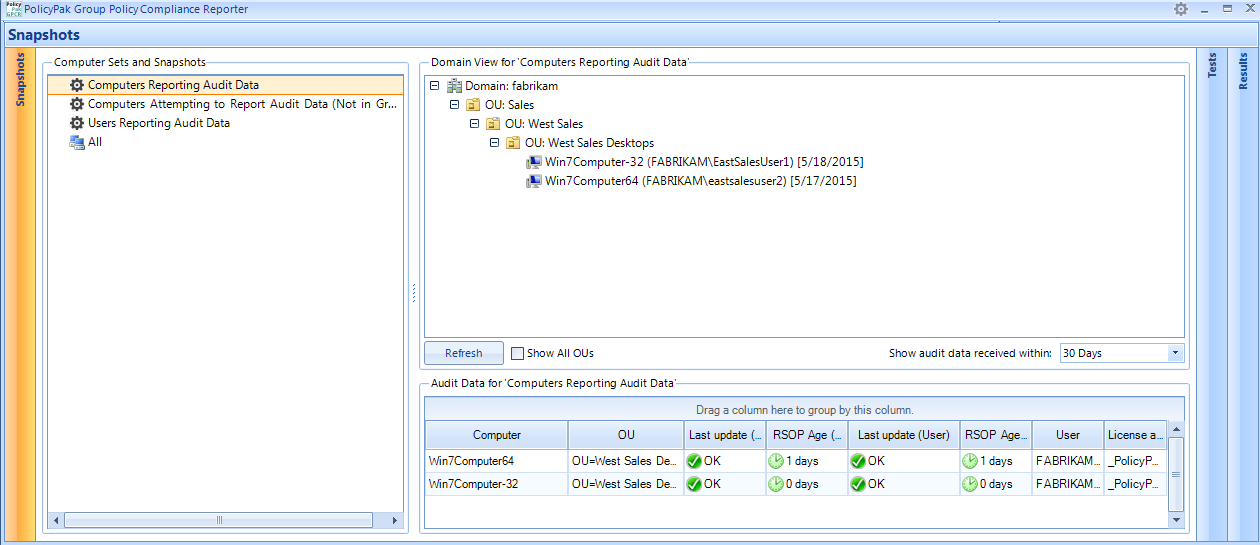 Policy
Pak
GPCR
PolicyPak Group Policy Compliance Reporter
Snapshots
Snapshots
Computer Sets and Snapshots
Computers Reporting Audit Data
Computers Attempting to Report Audit Data (Not in Gr...
Users Reporting Audit Data
All
Domain View for 'Computers Reporting Audit Data'
Domain: fabrikam
OU: Sales
OU: West Sales
OU: West Sales Desktops
Win7Computer-32 (FABRIKAM\EastSalesUser1) [5/18/2015]
Win7Computer64 (FABRIKAM\eastsalesuser2) [5/17/2015]
Refresh
Show All OUs
Show audit data received within: 30 Days
Audit Data for 'Computers Reporting Audit Data'
Drag a column here to group by this column.
Computer OU Last update (... RSOP Age (... Last update (User) RSOP Age... User License a...
Win7Computer64 OU=West Sales De... OK 1 days OK 1 days FABRIKAM... _PolicyP...
Win7Computer-32 OU=West Sales De... OK 0 days OK 0 days FABRIKAM... _PolicyP...
Tests
Results